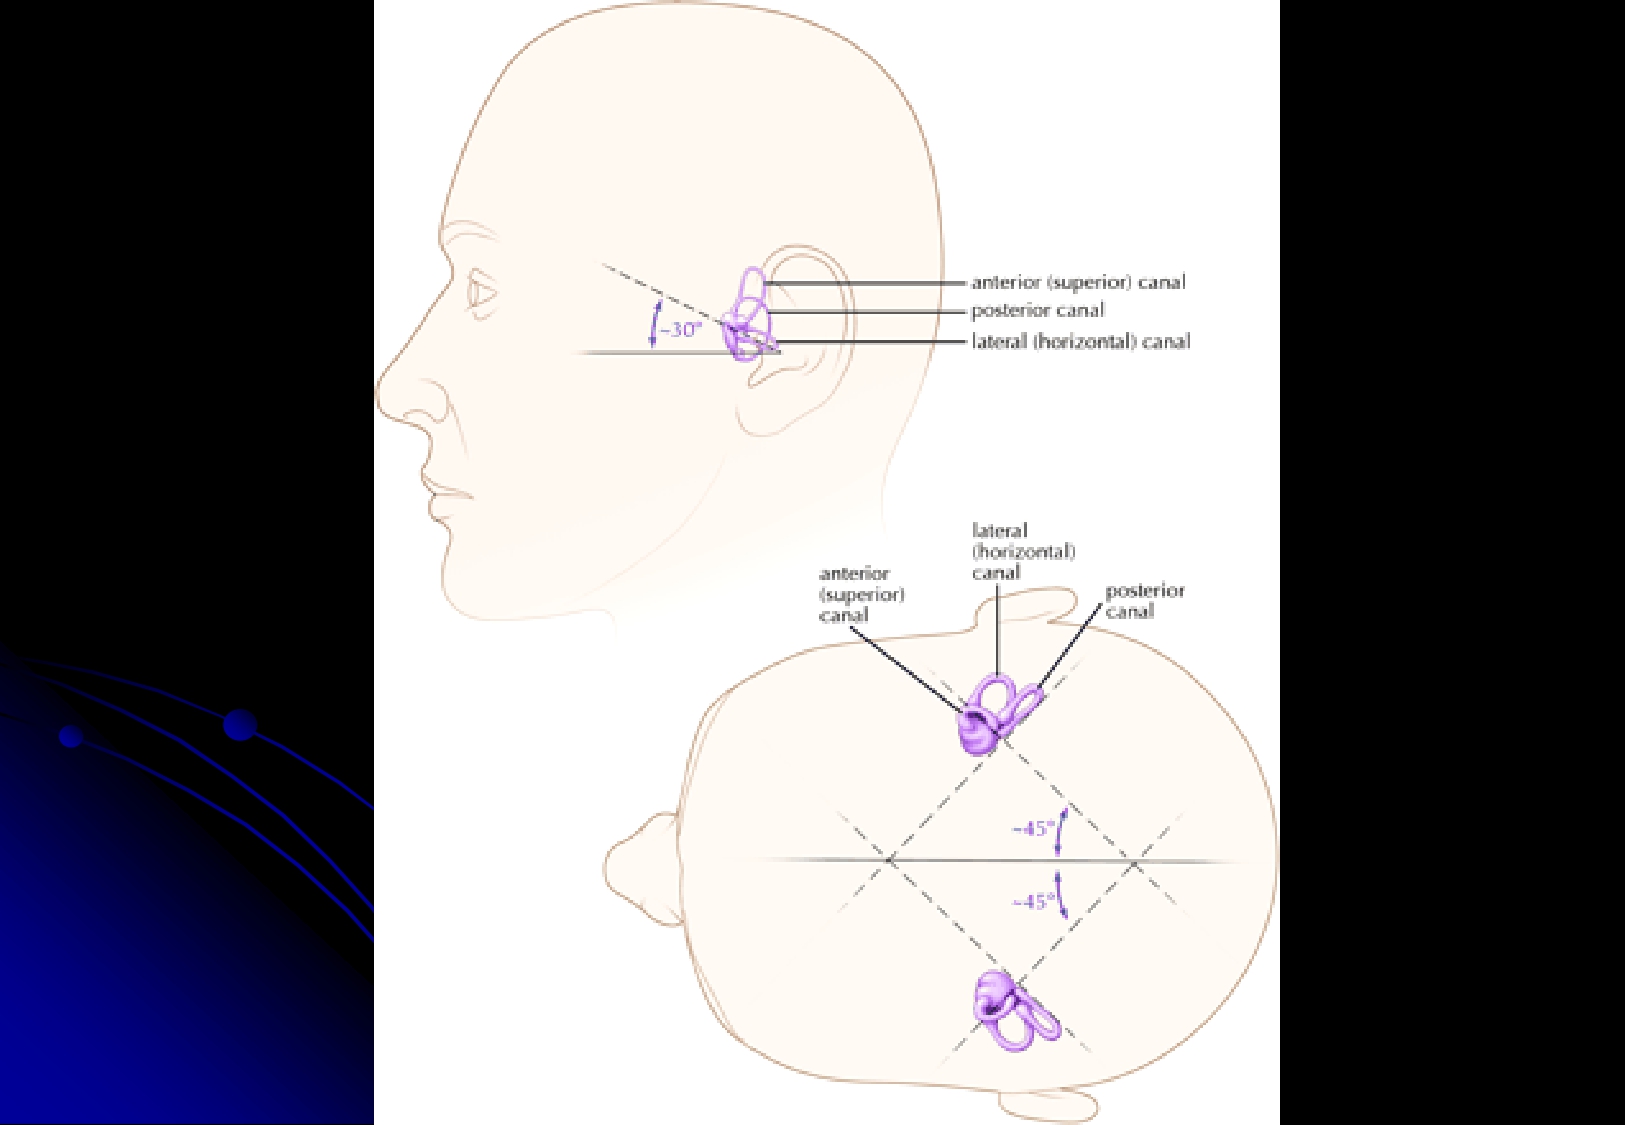 anterior (superior) canal
posterior canal
~30°
lateral (horizontal) canal
lateral
(horizontal)
canal
anterior
(superior)
canal
posterior
canal
~45°
~45°